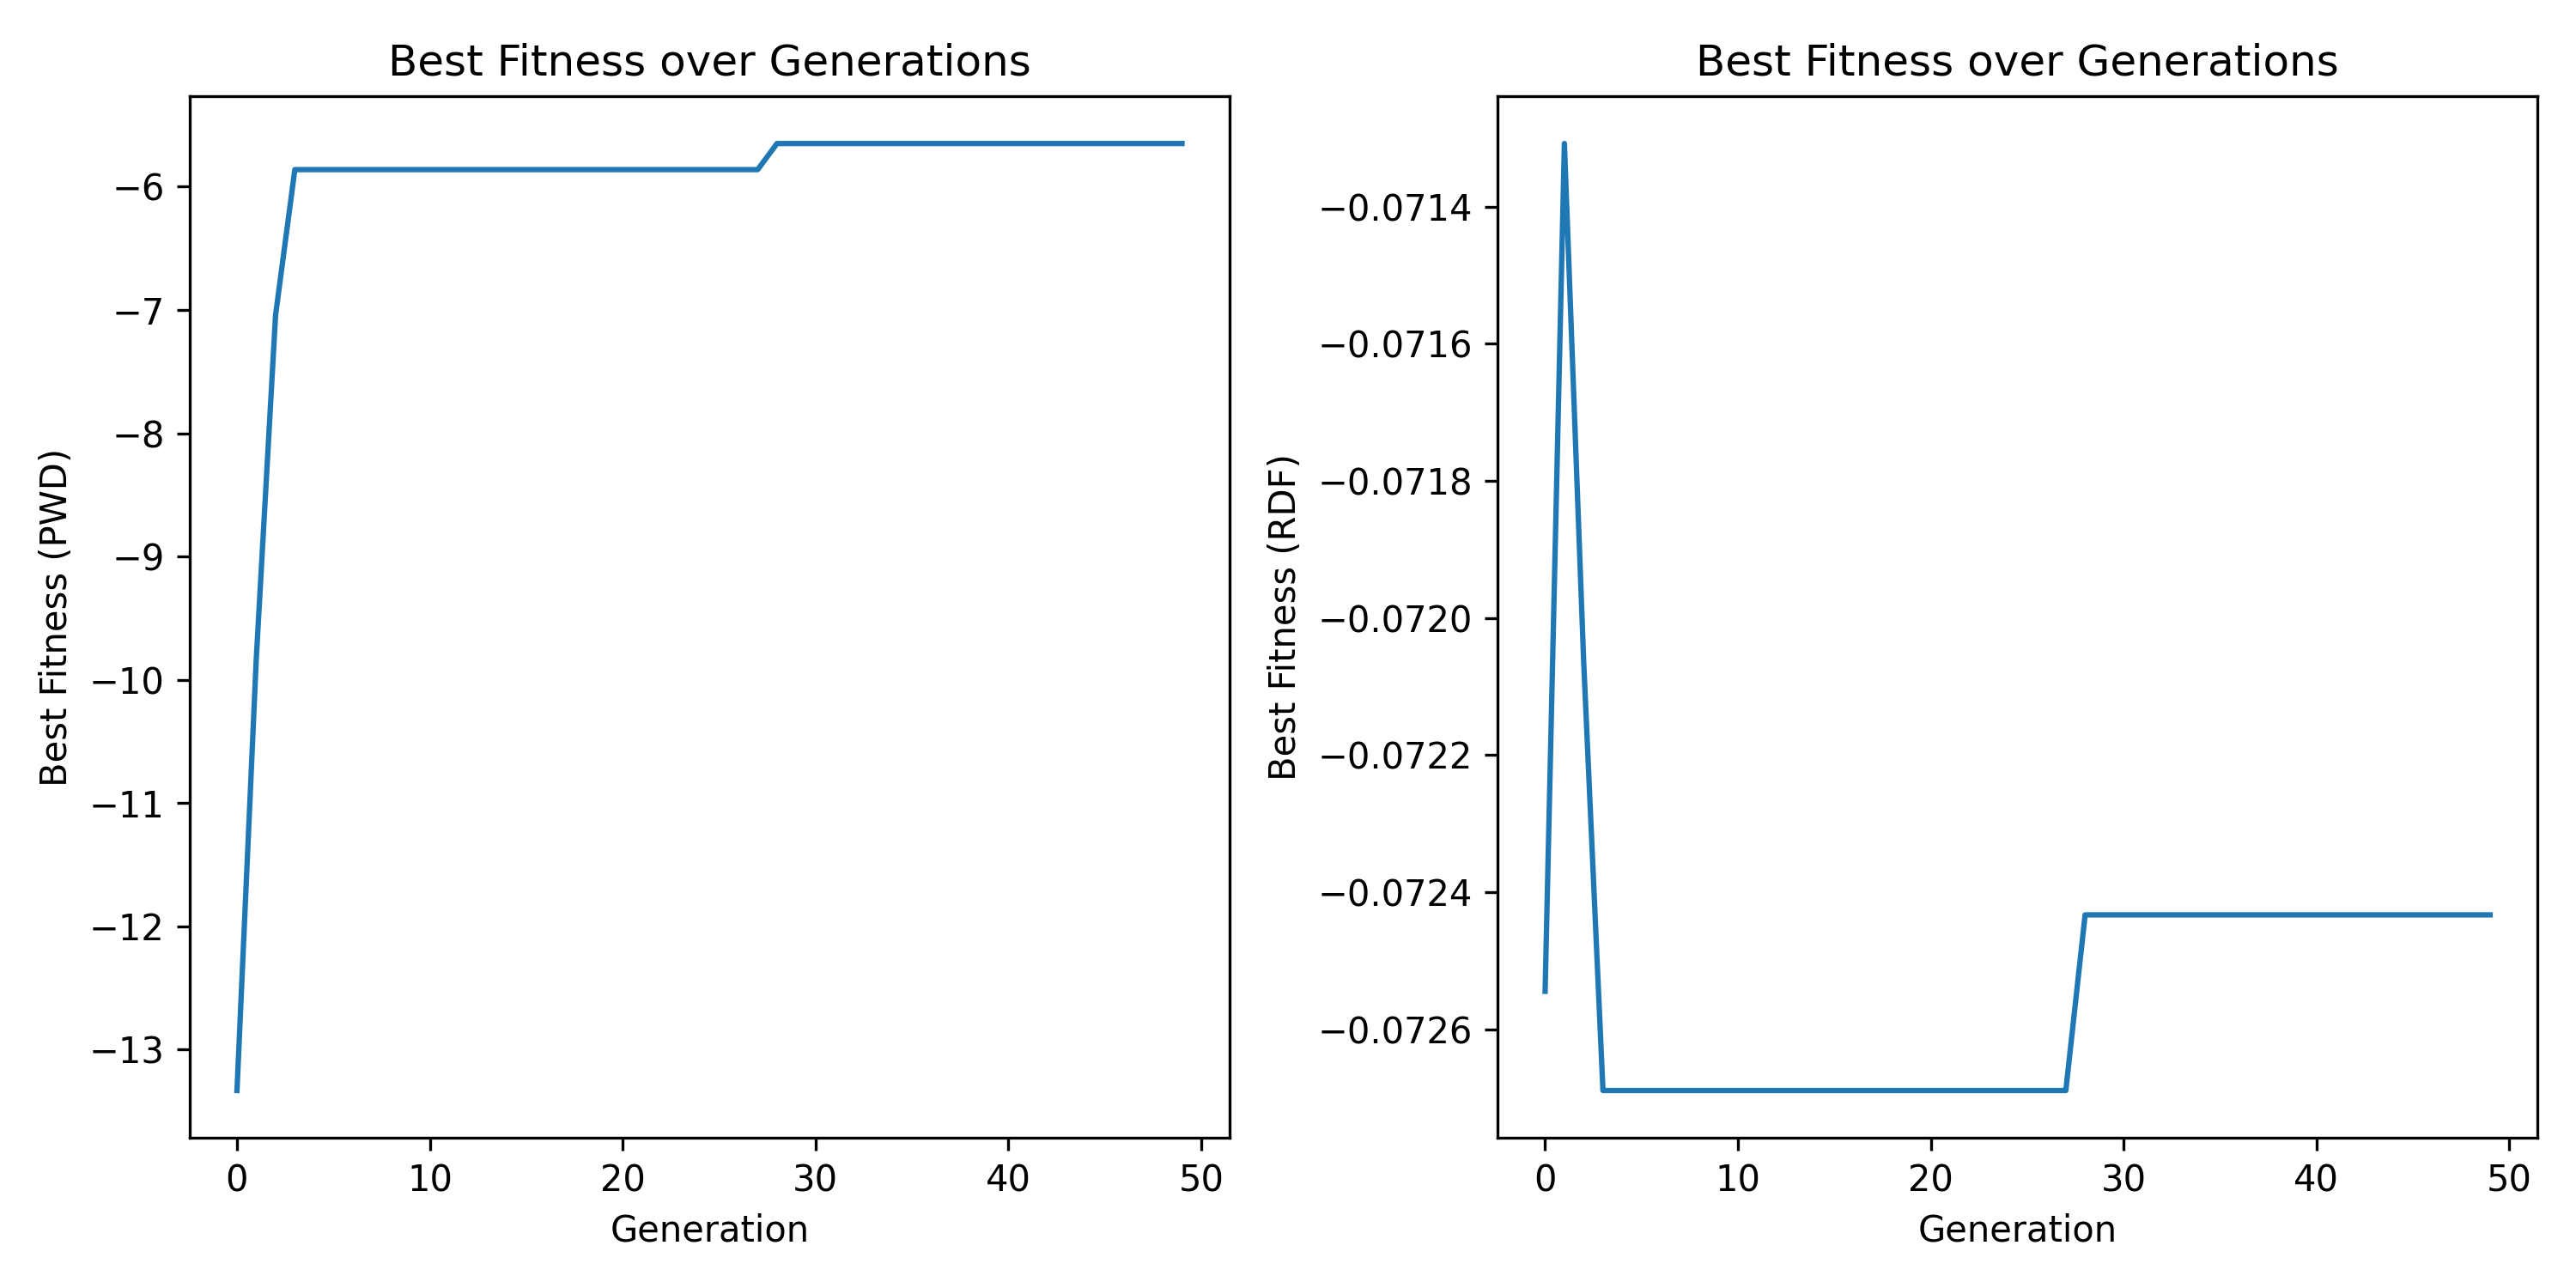 Best Fitness over Generations
Best Fitness (PWD)
−6
−7
−8
−9
−10
−11
−12
−13
0 10 20 30 40 50
Generation
Best Fitness over Generations
Best Fitness (RDF)
−0.0714
−0.0716
−0.0718
−0.0720
−0.0722
−0.0724
−0.0726
0 10 20 30 40 50
Generation